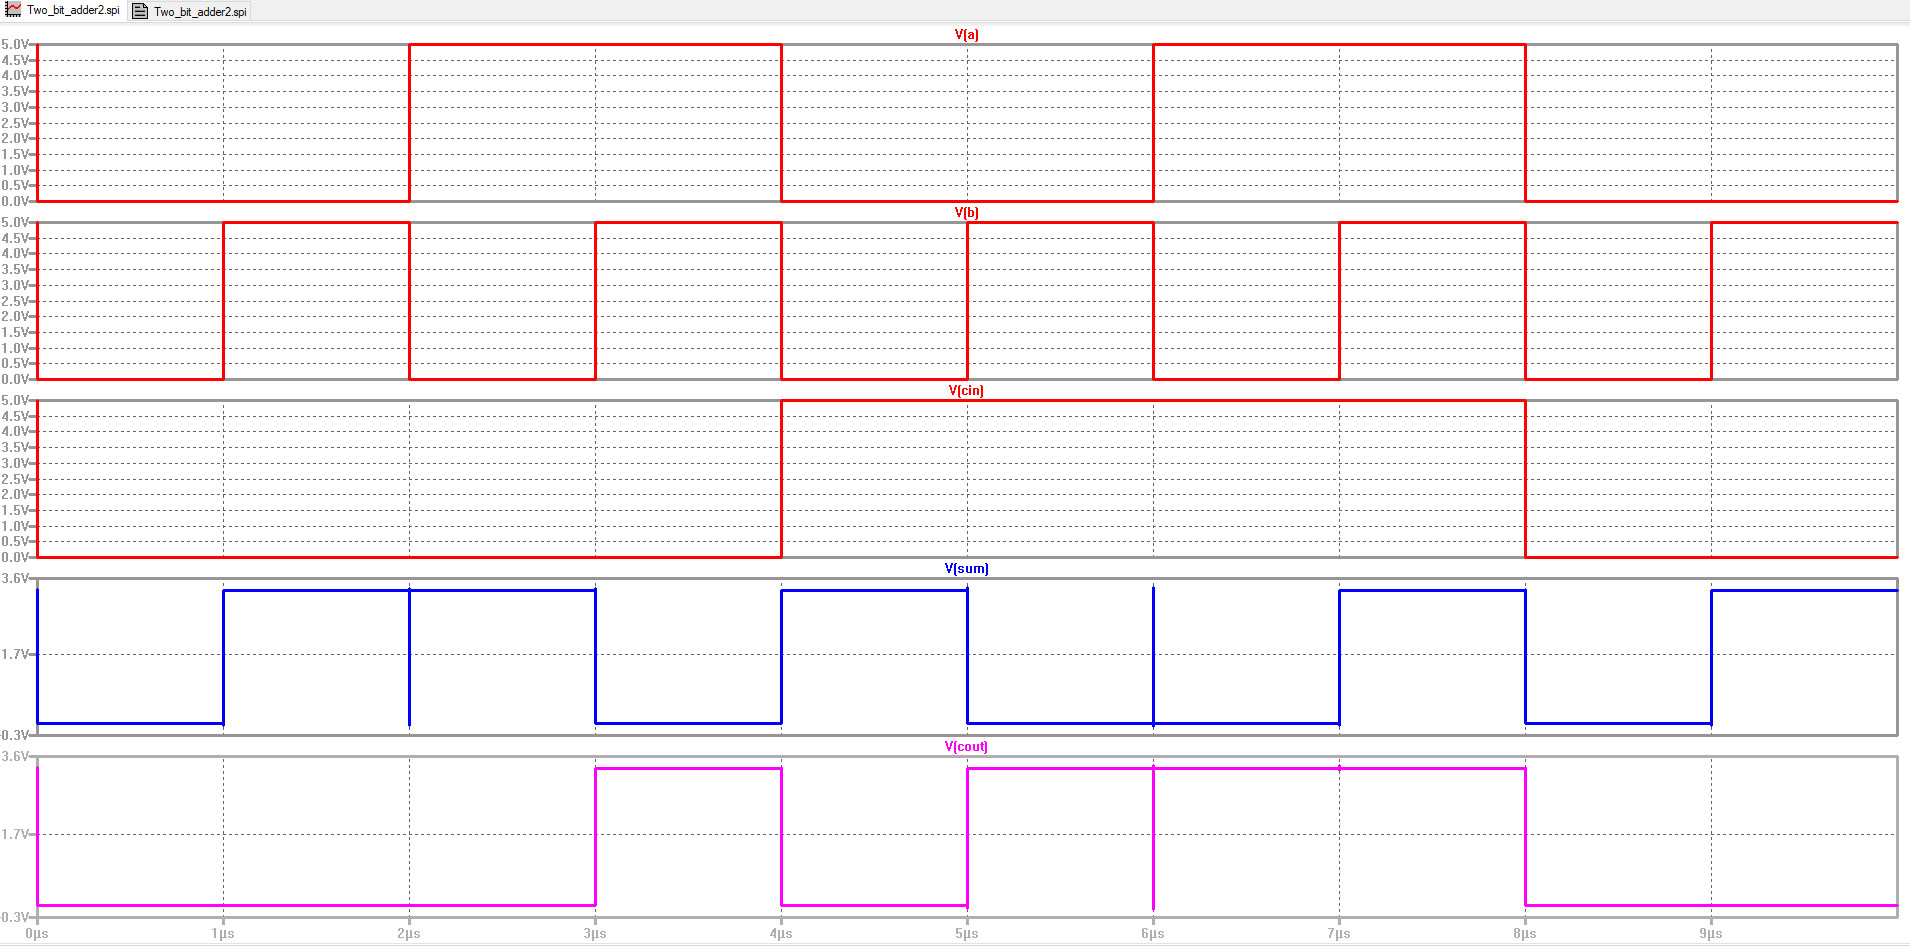 Two_bit_adder2.spi Two_bit_adder2.spi
V(a)
5.0V
4.5V
4.0V
3.5V
3.0V
2.5V
2.0V
1.5V
1.0V
0.5V
0.0V
V(b)
5.0V
4.5V
4.0V
3.5V
3.0V
2.5V
2.0V
1.5V
1.0V
0.5V
0.0V
V(cin)
5.0V
4.5V
4.0V
3.5V
3.0V
2.5V
2.0V
1.5V
1.0V
0.5V
0.0V
V(sum)
3.6V
1.7V
-0.3V
V(cout)
3.6V
1.7V
-0.3V
0µs 1µs 2µs 3µs 4µs 5µs 6µs 7µs 8µs 9µs